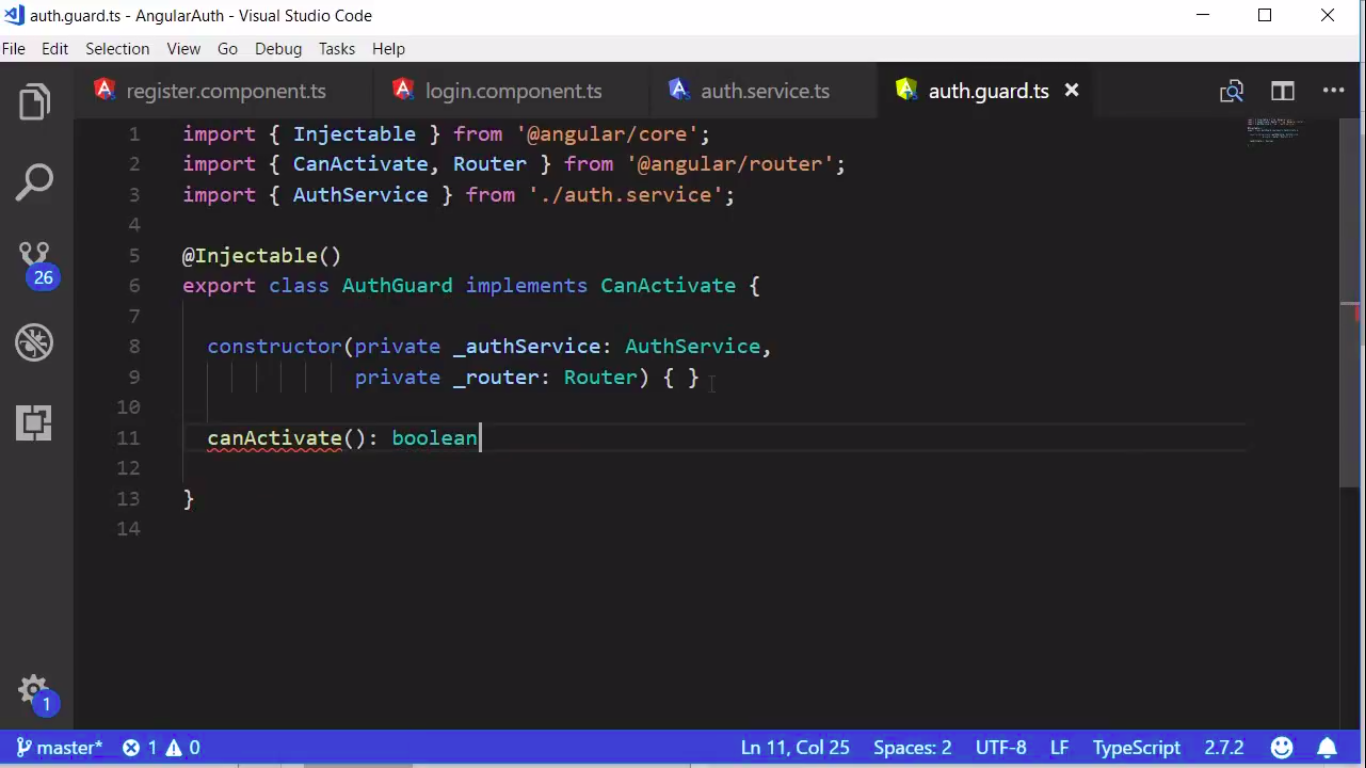 auth.guard.ts - AngularAuth - Visual Studio Code
File Edit Selection View Go Debug Tasks Help
register.component.ts login.component.ts auth.service.ts auth.guard.ts
1 import { Injectable } from '@angular/core';
2 import { CanActivate, Router } from '@angular/router';
3 import { AuthService } from './auth.service';
4
5 @Injectable()
6 export class AuthGuard implements CanActivate {
7
8 constructor(private _authService: AuthService,
9 private _router: Router) { }
10
11 canActivate(): boolean
12
13 }
14
26
1
master* 1 0 Ln 11, Col 25 Spaces: 2 UTF-8 LF TypeScript 2.7.2